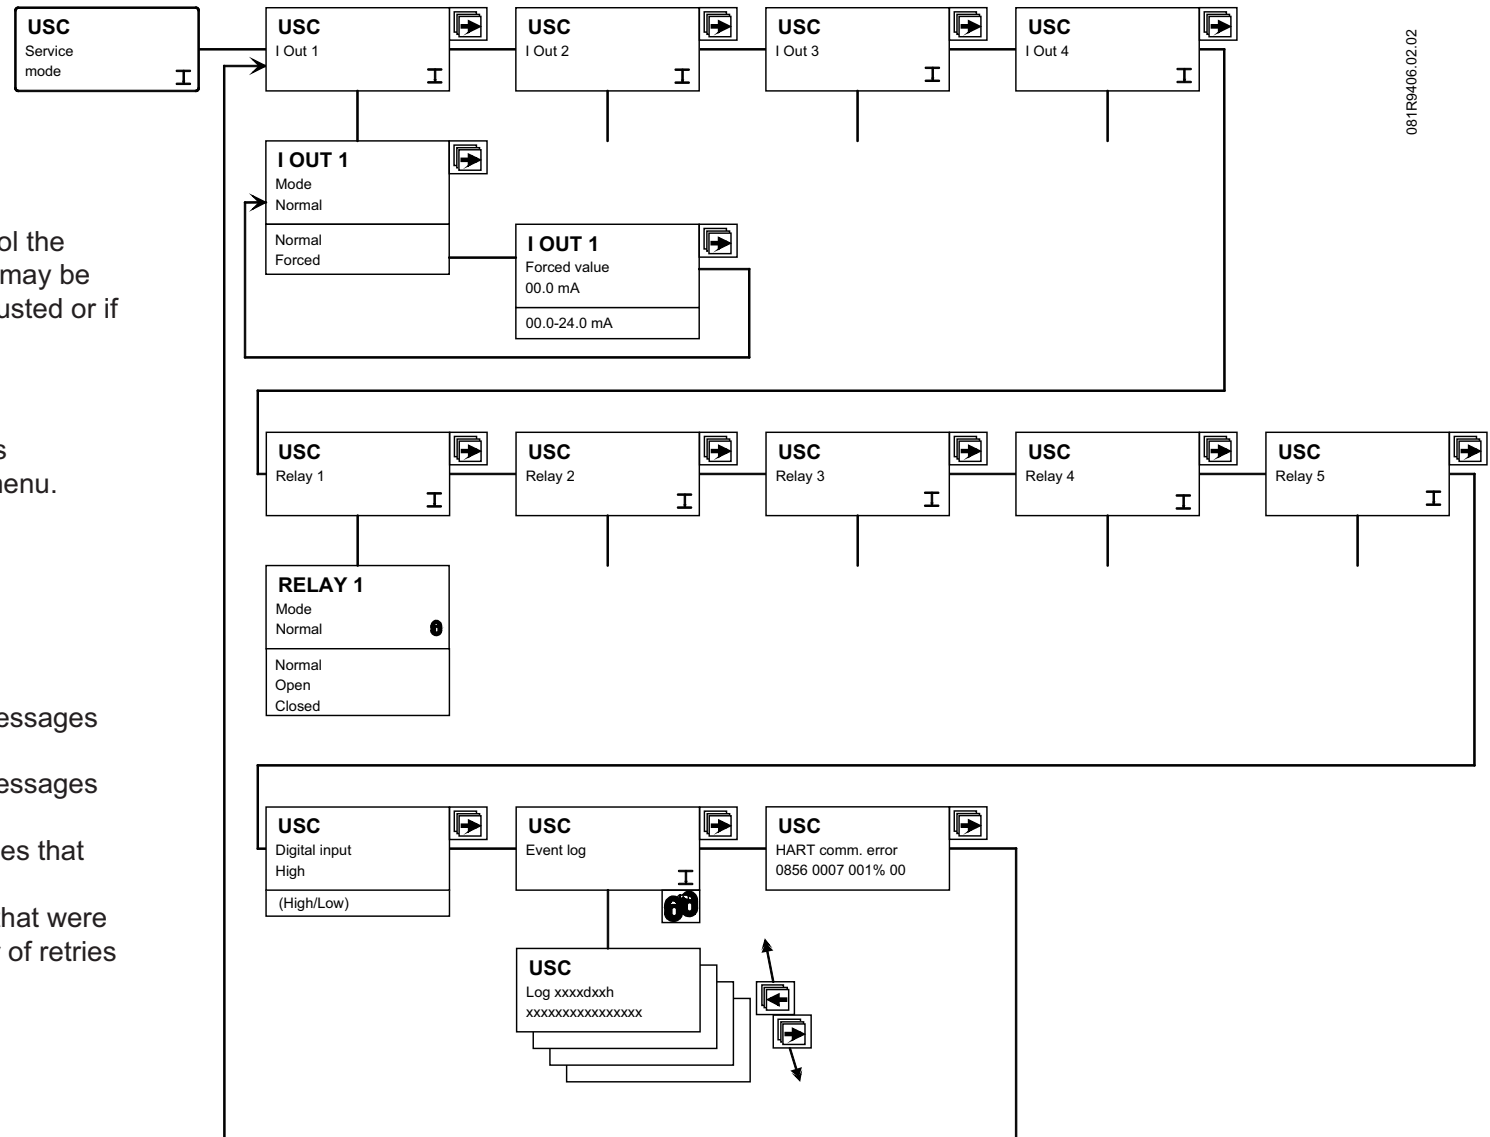 USC
Service
mode
USC
I Out 1
USC
I Out 2
USC
I Out 3
USC
I Out 4
081R9406.02.02
I OUT 1
Mode
Normal
Normal
Forced
I OUT 1
Forced value
00.0 mA
00.0-24.0 mA
ol the
may be
usted or if
s
nenu.
USC
Relay 1
USC
Relay 2
USC
Relay 3
USC
Relay 4
USC
Relay 5
RELAY 1
Mode
Normal
Normal
Open
Closed
essages
essages
es that
hat were
of retries
USC
Digital input
High
(High/Low)
USC
Event log
USC
HART comm. error
0856 0007 001% 00
USC
Log xxxxdxxh
xxxxxxxxxxxxxxxx